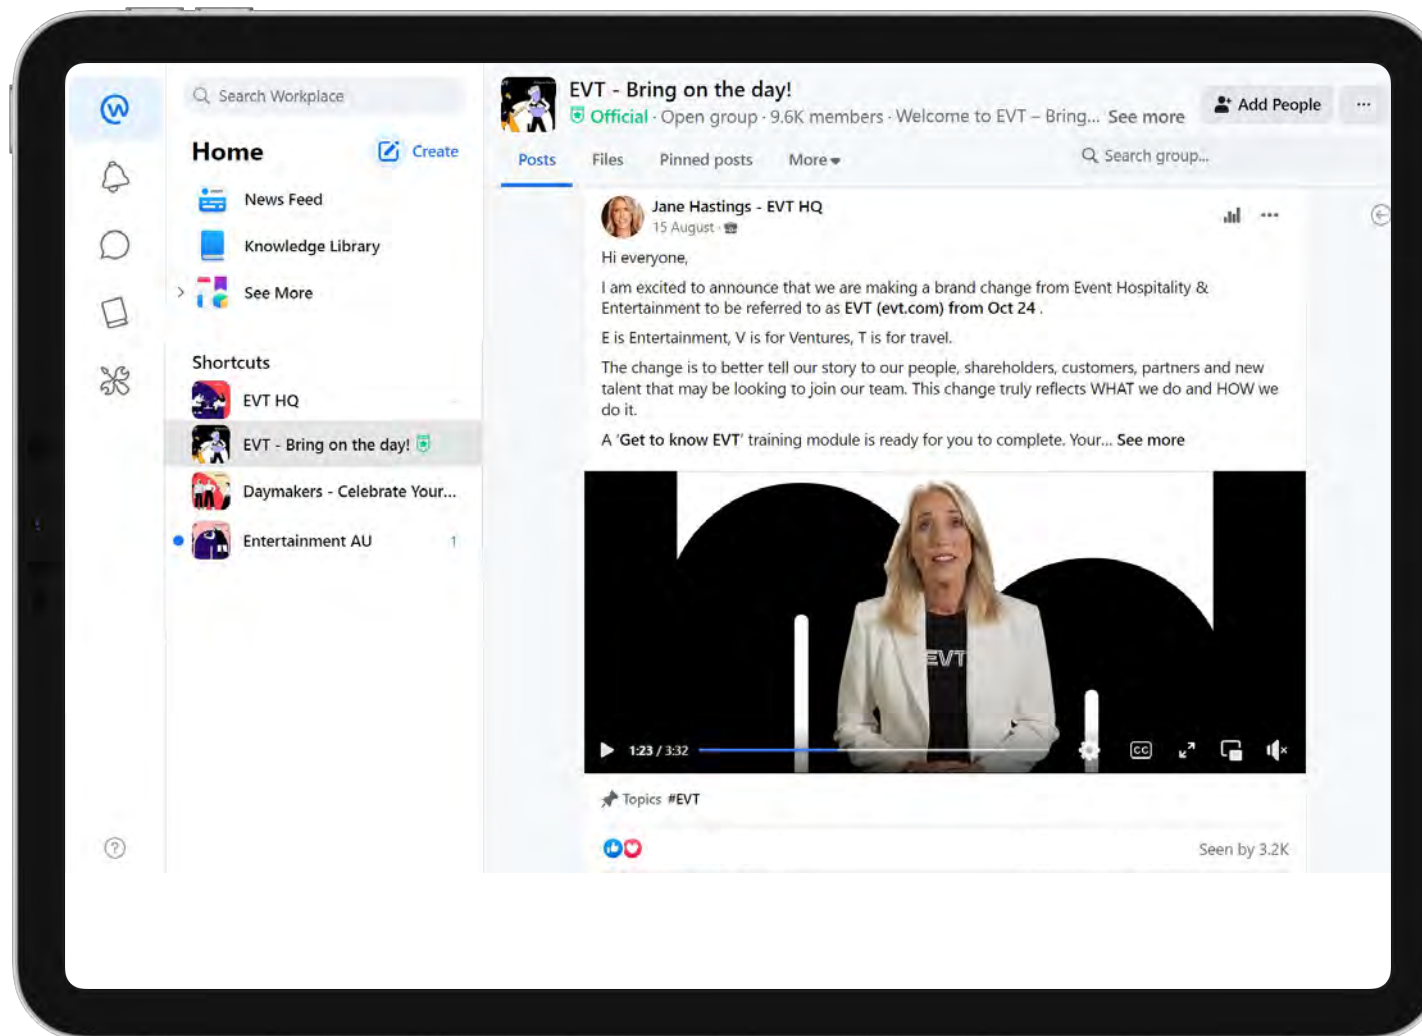 Search Workplace
Home
Create
News Feed
Knowledge Library
See More
Shortcuts
EVT HQ
EVT - Bring on the day!
Daymakers - Celebrate Your...
Entertainment AU 1
EVT - Bring on the day!
Official · Open group · 9.6K members · Welcome to EVT – Bring... See more
Add People
Posts Files Pinned posts More
Search group...
Jane Hastings - EVT HQ
15 August ·
Hi everyone,
I am excited to announce that we are making a brand change from Event Hospitality &
Entertainment to be referred to as EVT (evt.com) from Oct 24 .
E is Entertainment, V is for Ventures, T is for travel.
The change is to better tell our story to our people, shareholders, customers, partners and new
talent that may be looking to join our team. This change truly reflects WHAT we do and HOW we
do it.
A 'Get to know EVT' training module is ready for you to complete. Your... See more
EVT
1:23 / 3:32
CC
Topics #EVT
Seen by 3.2K